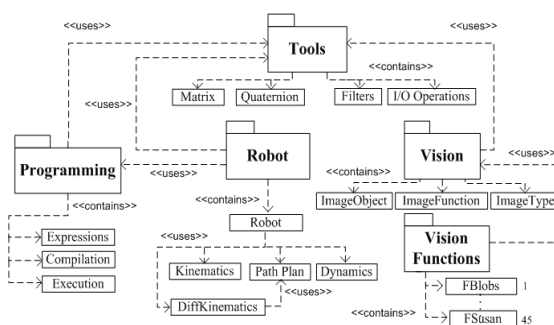 <<uses>>
Tools
<<uses>>
<<contains>>
Matrix
Quaternion
Filters
I/O Operations
Programming
<<uses>>
Robot
Vision
<<uses>>
<<contains>>
<<contains>>
<<contains>>
ImageObject
ImageFunction
ImageType
Robot
Expressions
Compilation
Execution
<<uses>>
Kinematics
Path Plan
Dynamics
DiffKinematics
<<uses>>
Vision
Functions
FBlobs 1
<<contains>>
FSusan 45